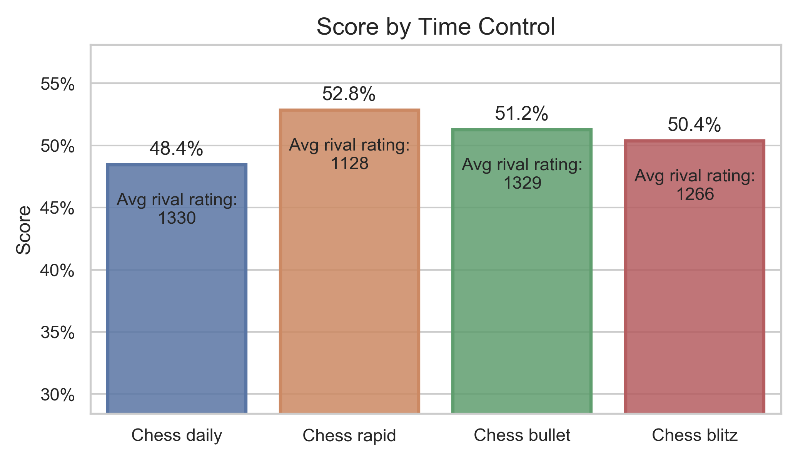 Score by Time Control
Score
55%
50%
45%
40%
35%
30%
48.4%
Avg rival rating:
1330
52.8%
Avg rival rating:
1128
51.2%
Avg rival rating:
1329
50.4%
Avg rival rating:
1266
Chess daily
Chess rapid
Chess bullet
Chess blitz